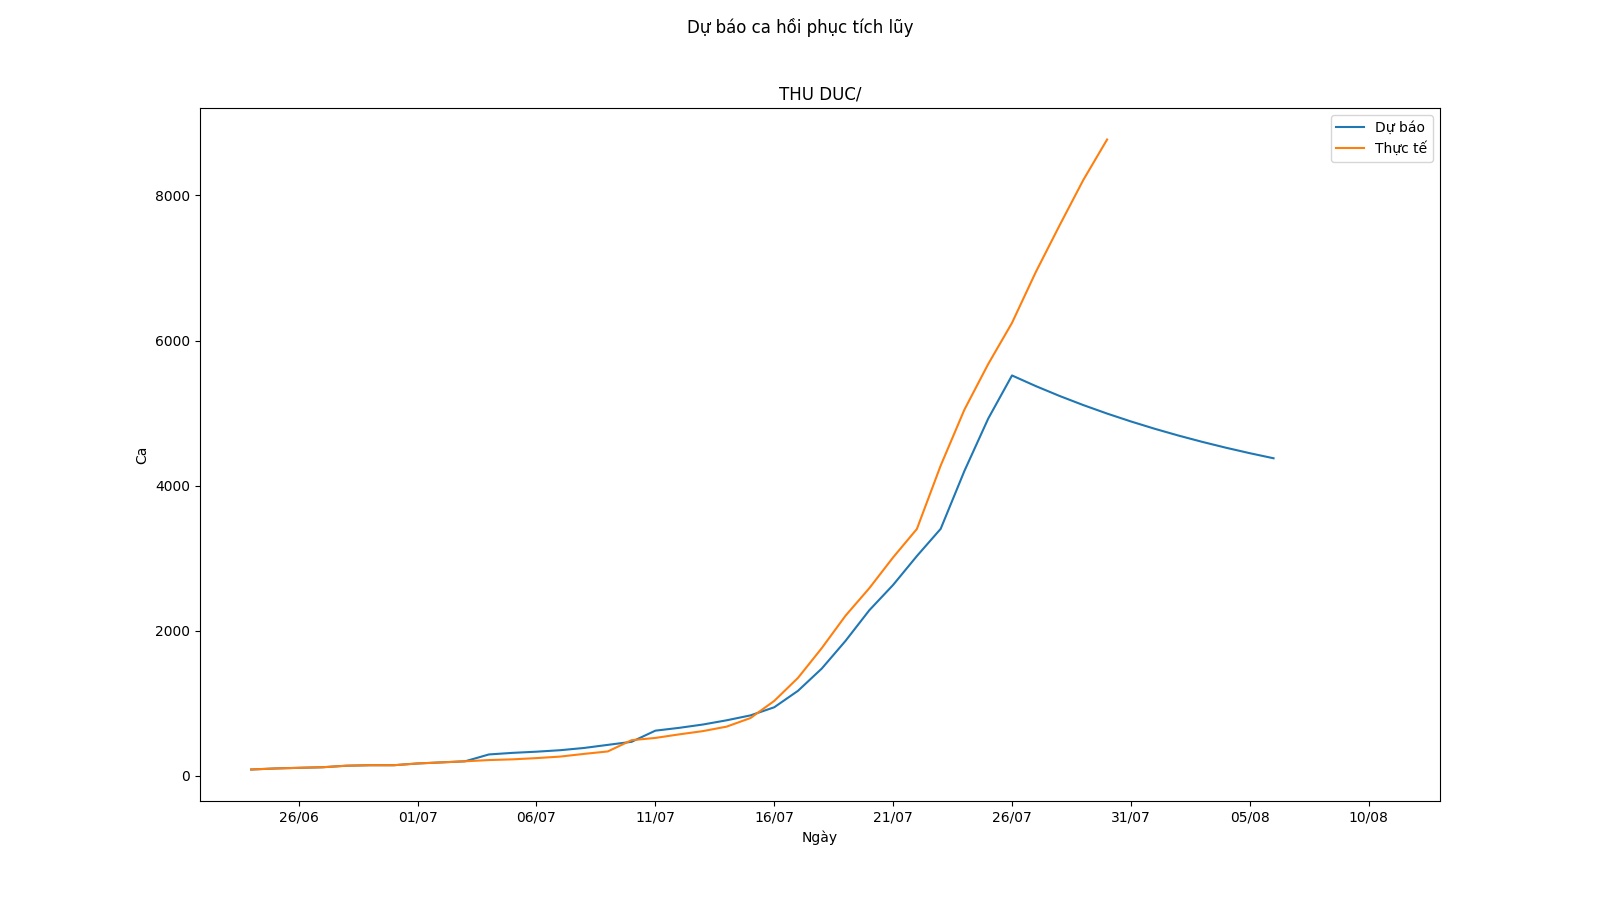 Dự báo ca hồi phục tích lũy
THU DUC/
Dự báo
Thực tế
8000
6000
Ca
4000
2000
0
26/06 01/07 06/07 11/07 16/07 21/07 26/07 31/07 05/08 10/08
Ngày